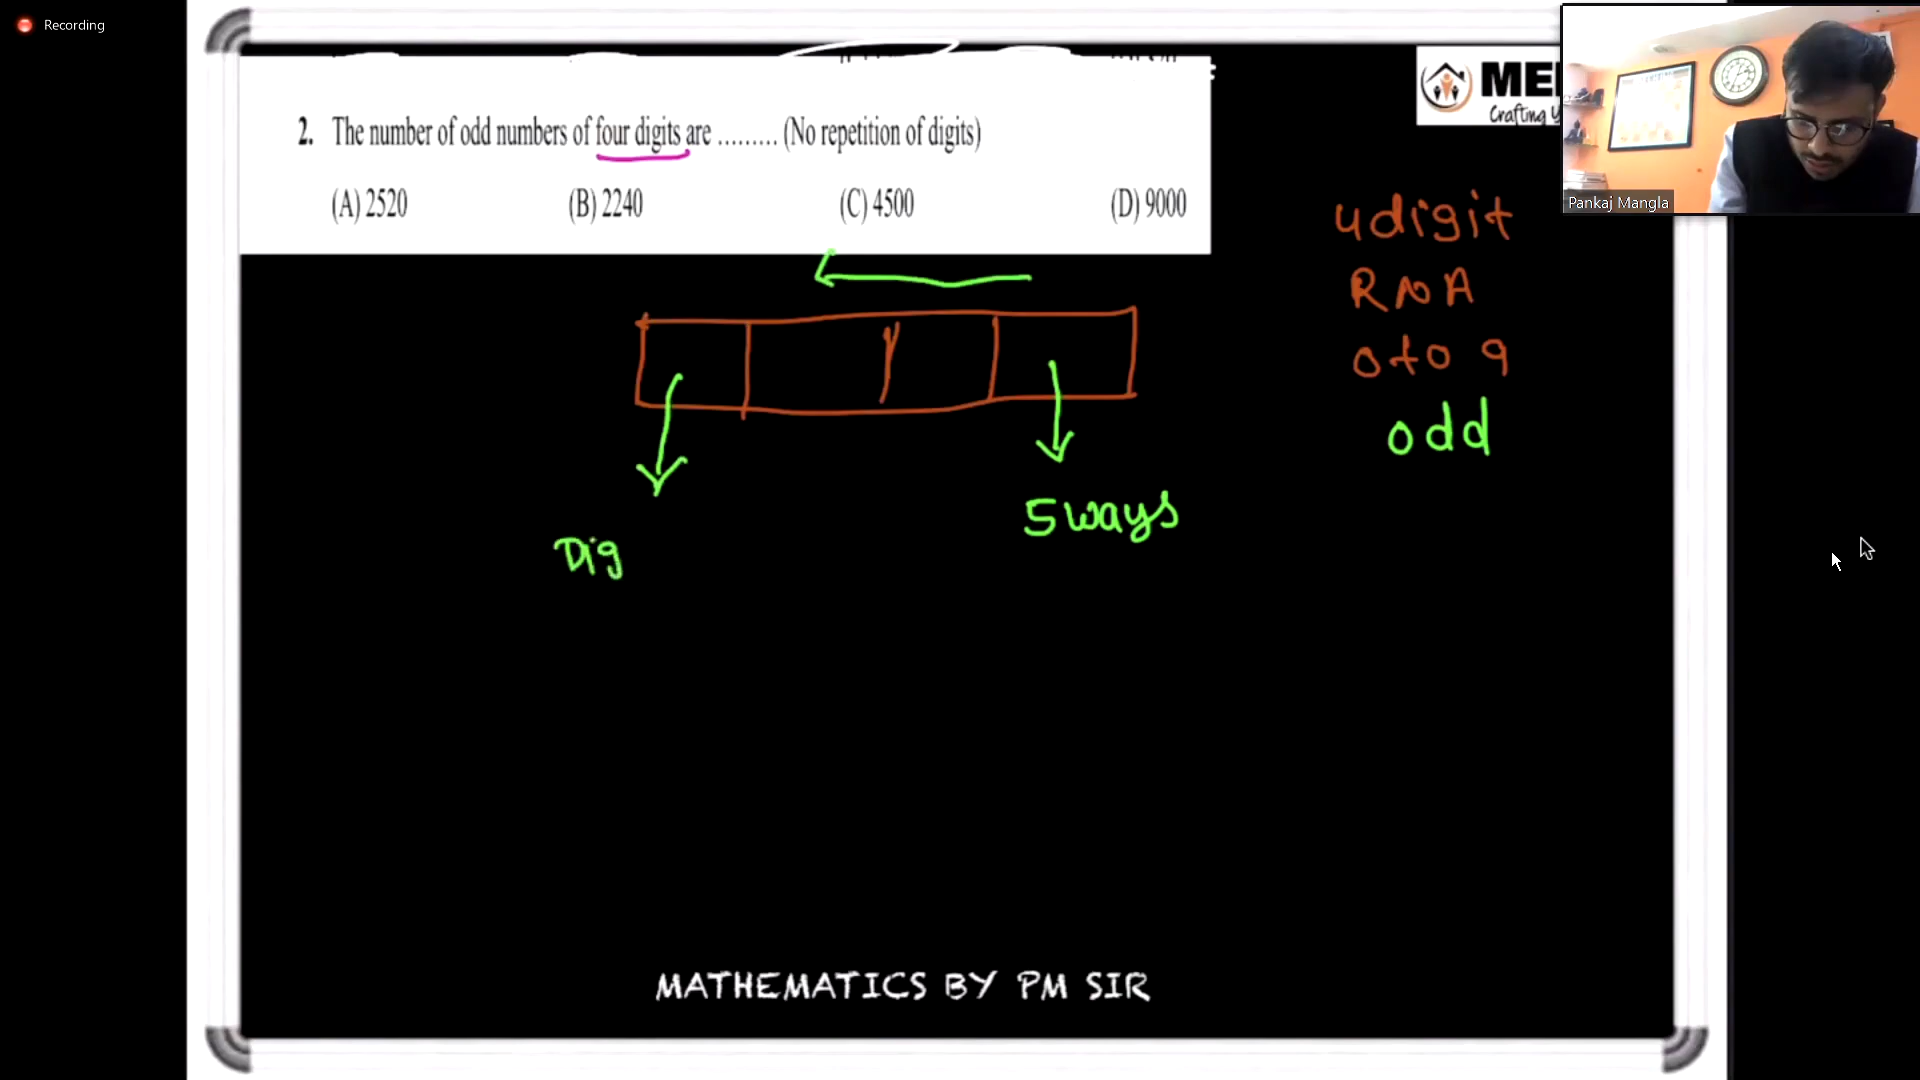 Recording
2. The number of odd numbers of four digits are ......... (No repetition of digits)
(A) 2520 (B) 2240 (C) 4500 (D) 9000
Crafting
Pankaj Mangla
4digit
RNA
0 to 9
odd
5ways
Dig
MATHEMATICS BY PM SIR